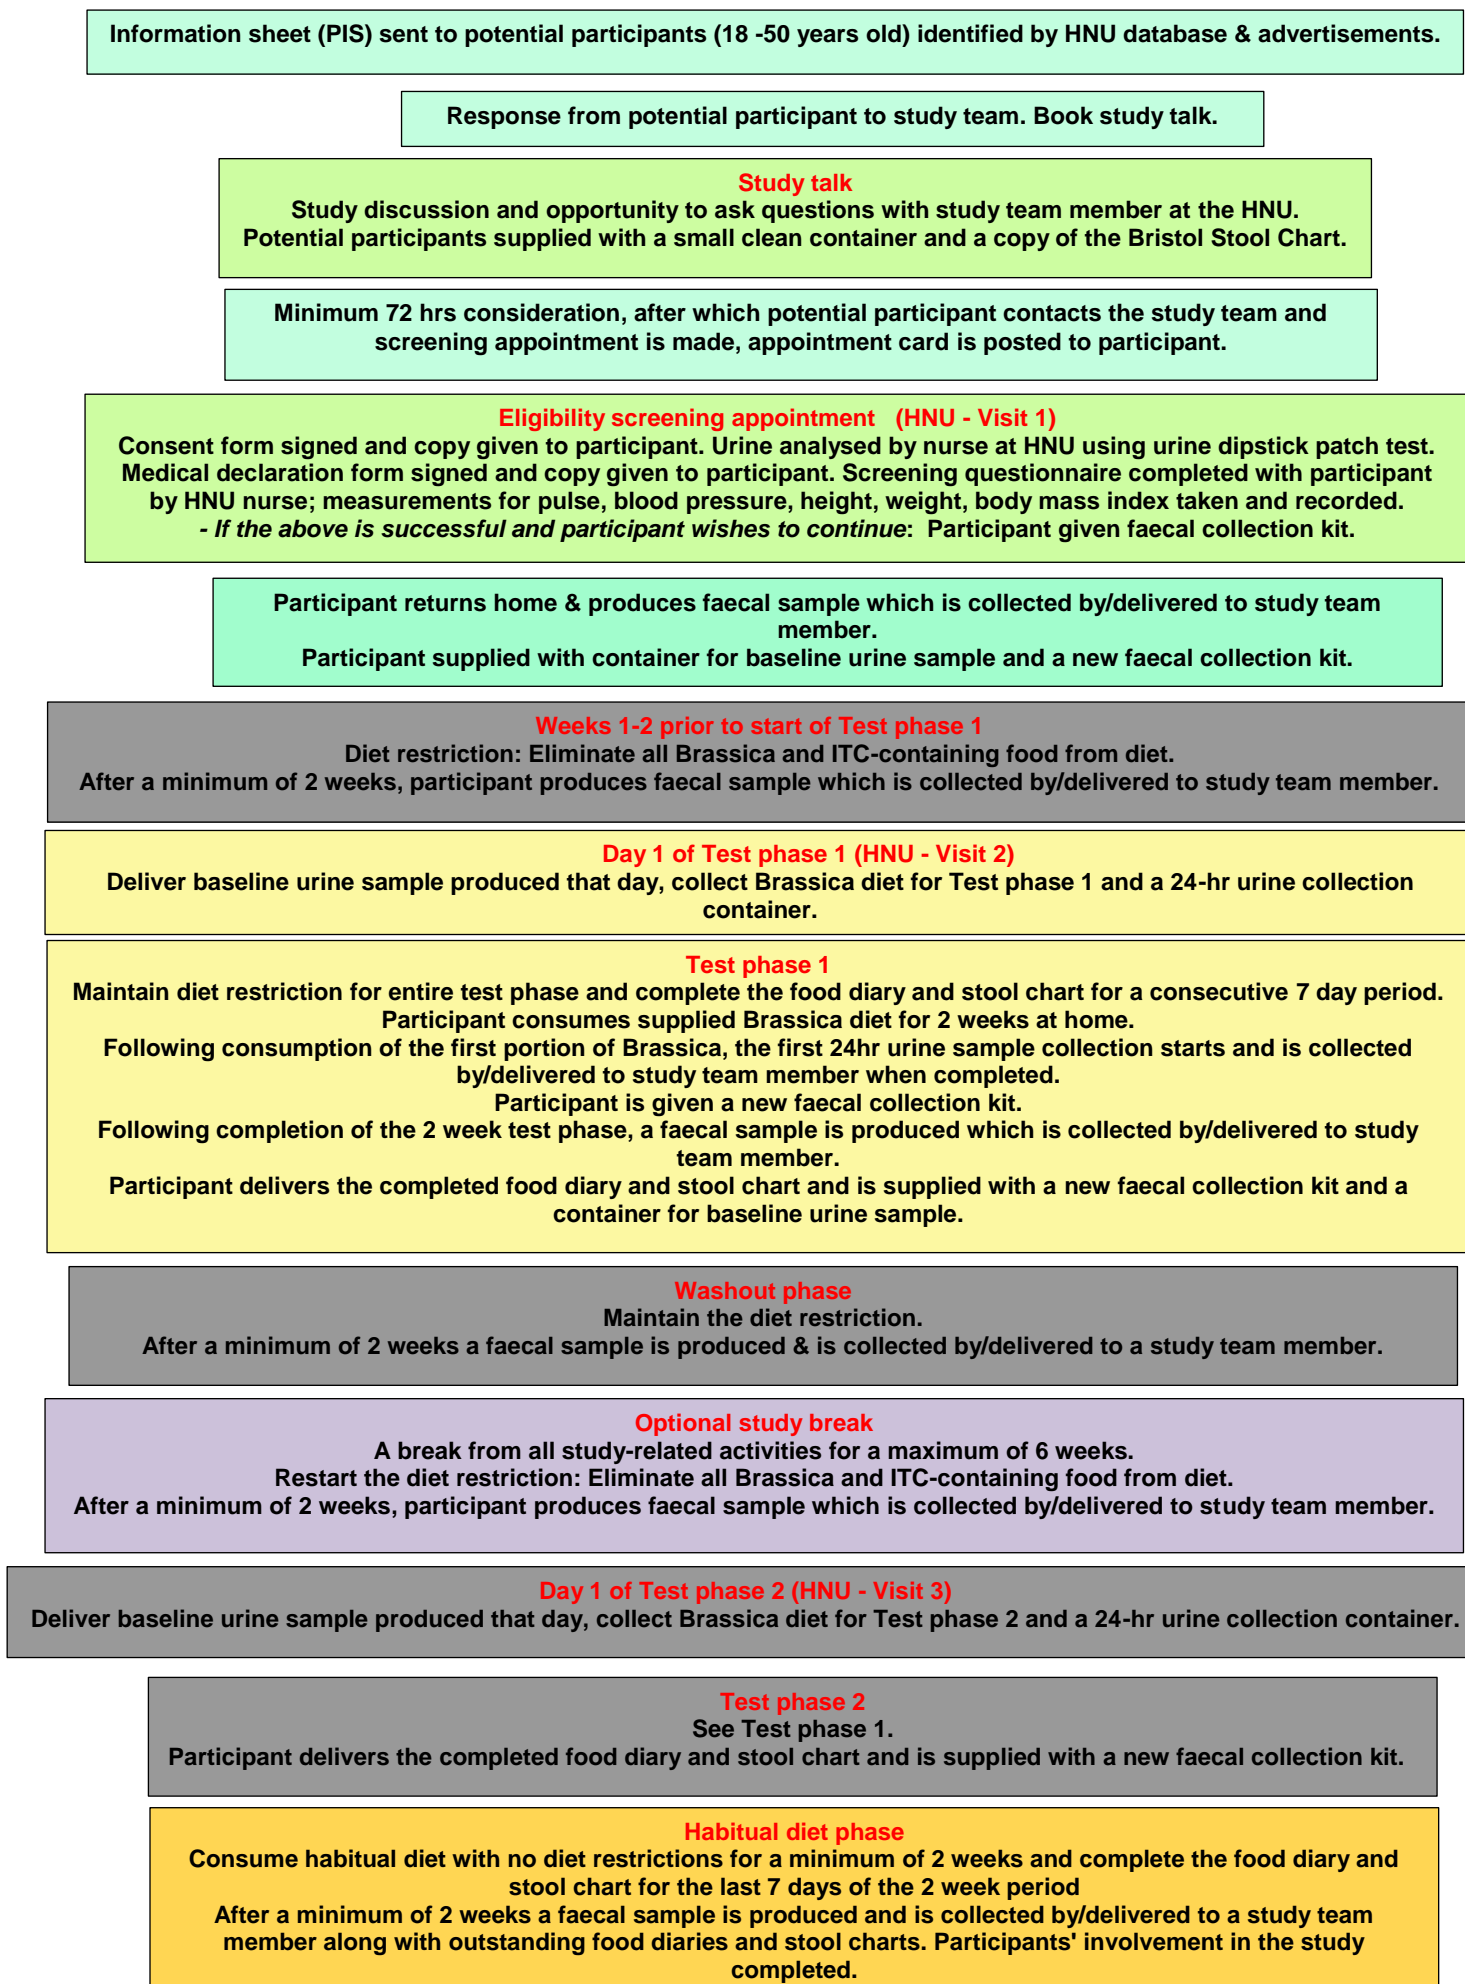 Information sheet (PIS) sent to potential participants (18 -50 years old) identified by HNU database & advertisements.
Response from potential participant to study team. Book study talk.
Study talk
Study discussion and opportunity to ask questions with study team member at the HNU.
Potential participants supplied with a small clean container and a copy of the Bristol Stool Chart.
Minimum 72 hrs consideration, after which potential participant contacts the study team and
screening appointment is made, appointment card is posted to participant.
Eligibility screening appointment (HNU - Visit 1)
Consent form signed and copy given to participant. Urine analysed by nurse at HNU using urine dipstick patch test.
Medical declaration form signed and copy given to participant. Screening questionnaire completed with participant
by HNU nurse; measurements for pulse, blood pressure, height, weight, body mass index taken and recorded.
- If the above is successful and participant wishes to continue: Participant given faecal collection kit.
Participant returns home & produces faecal sample which is collected by/delivered to study team
member.
Participant supplied with container for baseline urine sample and a new faecal collection kit.
Weeks 1-2 prior to start of Test phase 1
Diet restriction: Eliminate all Brassica and ITC-containing food from diet.
After a minimum of 2 weeks, participant produces faecal sample which is collected by/delivered to study team member.
Day 1 of Test phase 1 (HNU - Visit 2)
Deliver baseline urine sample produced that day, collect Brassica diet for Test phase 1 and a 24-hr urine collection
container.
Test phase 1
Maintain diet restriction for entire test phase and complete the food diary and stool chart for a consecutive 7 day period.
Participant consumes supplied Brassica diet for 2 weeks at home.
Following consumption of the first portion of Brassica, the first 24hr urine sample collection starts and is collected
by/delivered to study team member when completed.
Participant is given a new faecal collection kit.
Following completion of the 2 week test phase, a faecal sample is produced which is collected by/delivered to study
team member.
Participant delivers the completed food diary and stool chart and is supplied with a new faecal collection kit and a
container for baseline urine sample.
Washout phase
Maintain the diet restriction.
After a minimum of 2 weeks a faecal sample is produced & is collected by/delivered to a study team member.
Optional study break
A break from all study-related activities for a maximum of 6 weeks.
Restart the diet restriction: Eliminate all Brassica and ITC-containing food from diet.
After a minimum of 2 weeks, participant produces faecal sample which is collected by/delivered to study team member.
Day 1 of Test phase 2 (HNU - Visit 3)
Deliver baseline urine sample produced that day, collect Brassica diet for Test phase 2 and a 24-hr urine collection container.
Test phase 2
See Test phase 1.
Participant delivers the completed food diary and stool chart and is supplied with a new faecal collection kit.
Habitual diet phase
Consume habitual diet with no diet restrictions for a minimum of 2 weeks and complete the food diary and
stool chart for the last 7 days of the 2 week period
After a minimum of 2 weeks a faecal sample is produced and is collected by/delivered to a study team
member along with outstanding food diaries and stool charts. Participants' involvement in the study
completed.